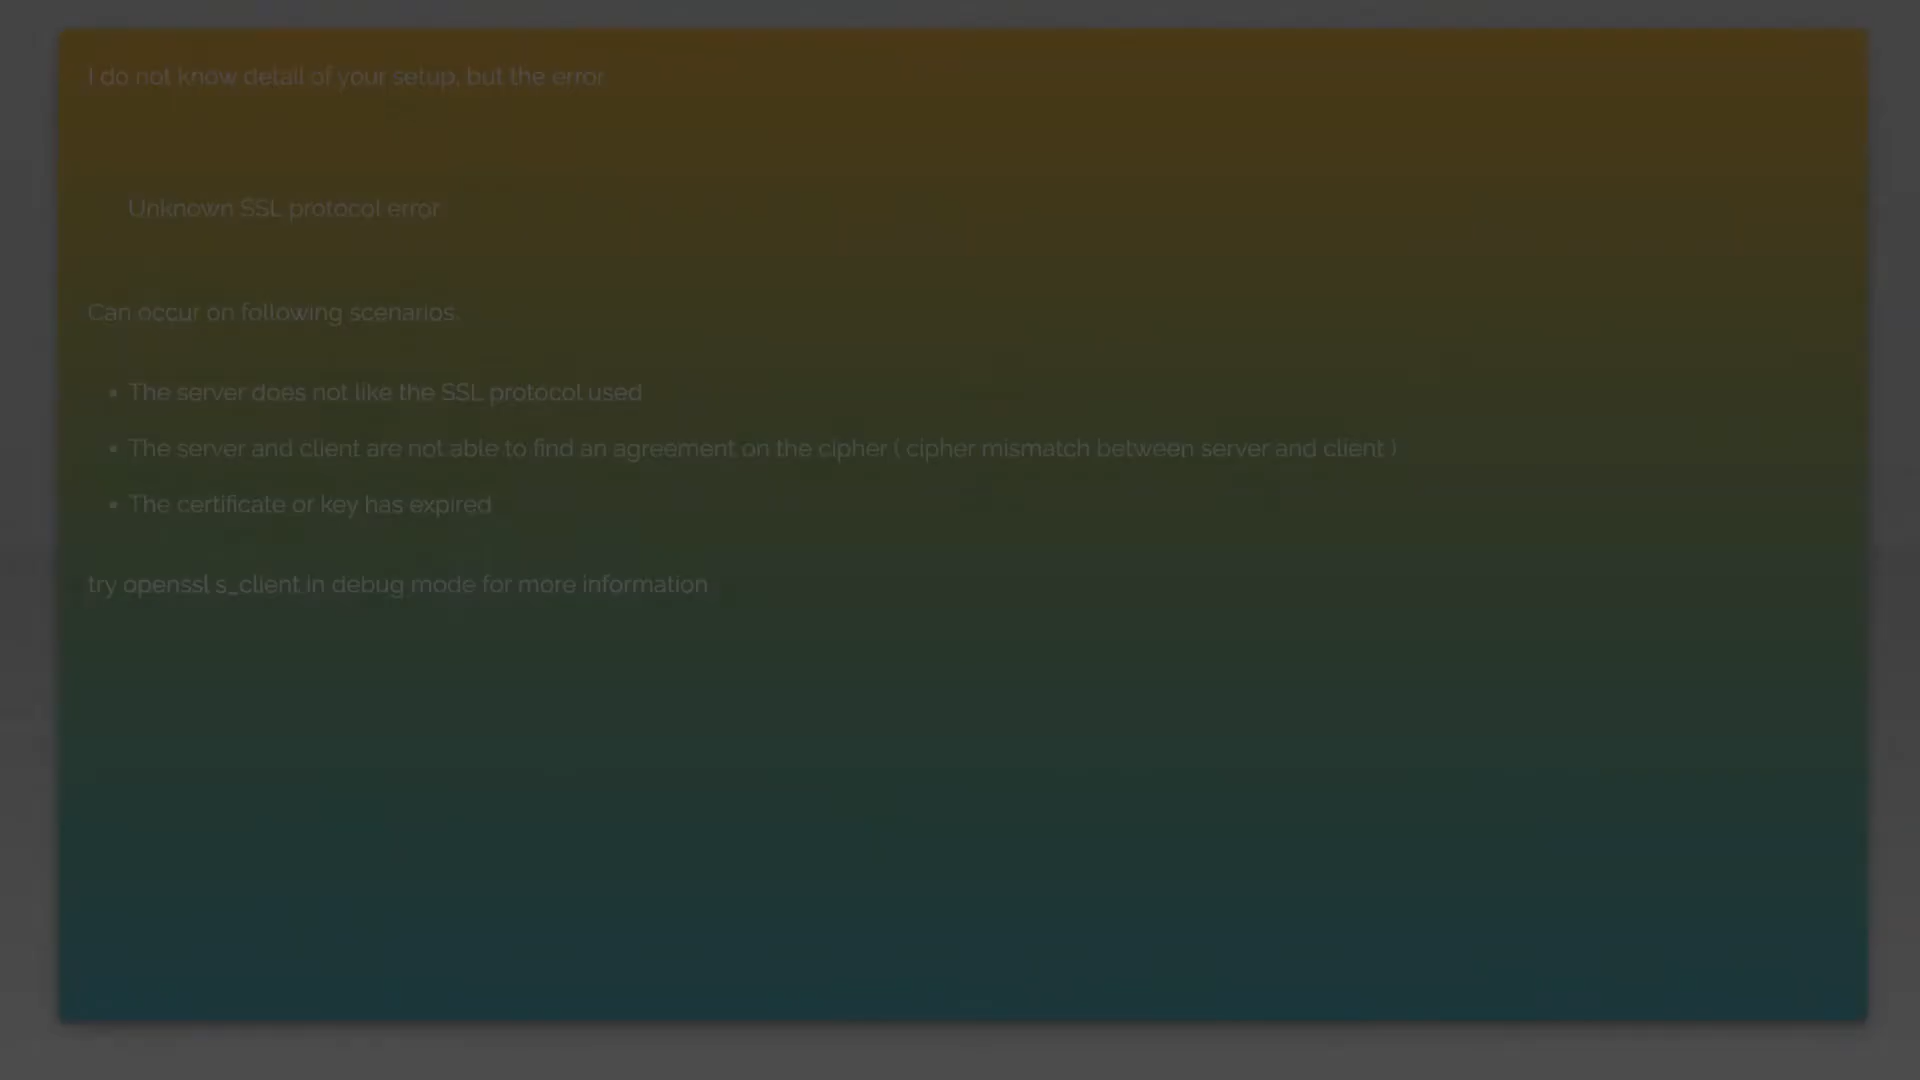 I do not know detail of your setup, but the error
Unknown SSL protocol error
Can occur on following scenarios.
• The server does not like the SSL protocol used
• The server and client are not able to find an agreement on the cipher ( cipher mismatch between server and client )
• The certificate or key has expired
try openssl s_client in debug mode for more information